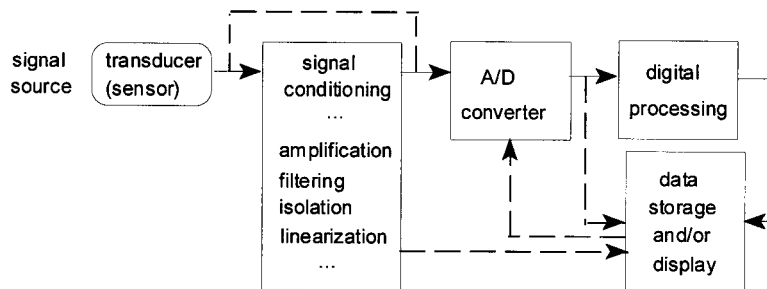 signal
source
transducer
(sensor)
signal
conditioning
...
amplification
filtering
isolation
linearization
...
A/D
converter
digital
processing
data
storage
and/or
display